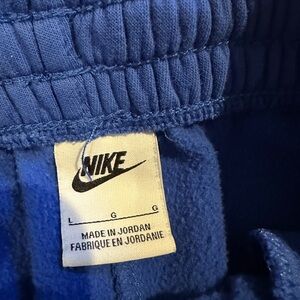 NIKE
L G G
MADE IN JORDAN
FABRIQUE EN JORDANIE